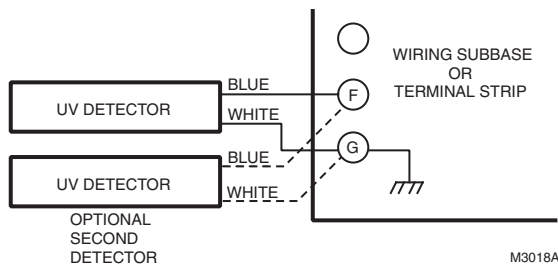 WIRING SUBBASE
OR
TERMINAL STRIP
BLUE
F
UV DETECTOR
WHITE
G
BLUE
UV DETECTOR
WHITE
OPTIONAL
SECOND
DETECTOR
M3018A